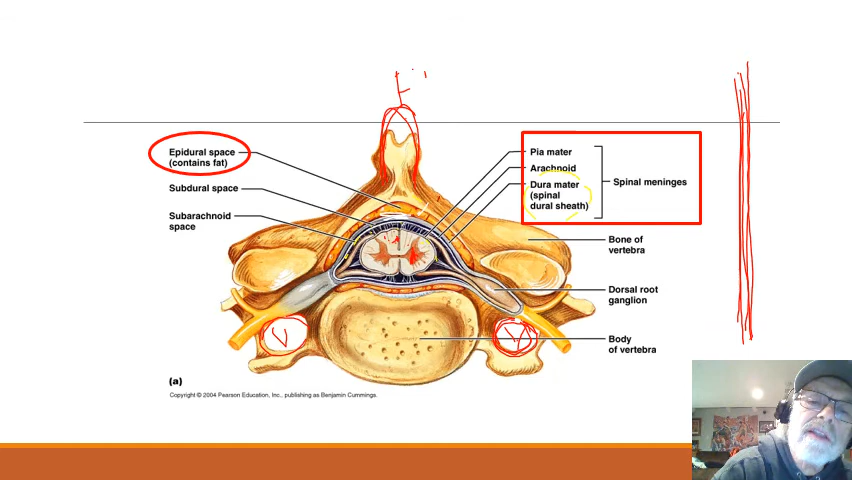 Epidural space
(contains fat)
Subdural space
Subarachnoid
space
Pia mater
Arachnoid
Dura mater
(spinal
dural sheath)
Spinal meninges
Bone of
vertebra
Dorsal root
ganglion
Body
of vertebra
V
V
(a)
Copyright © 2004 Pearson Education, Inc., publishing as Benjamin Cummings.